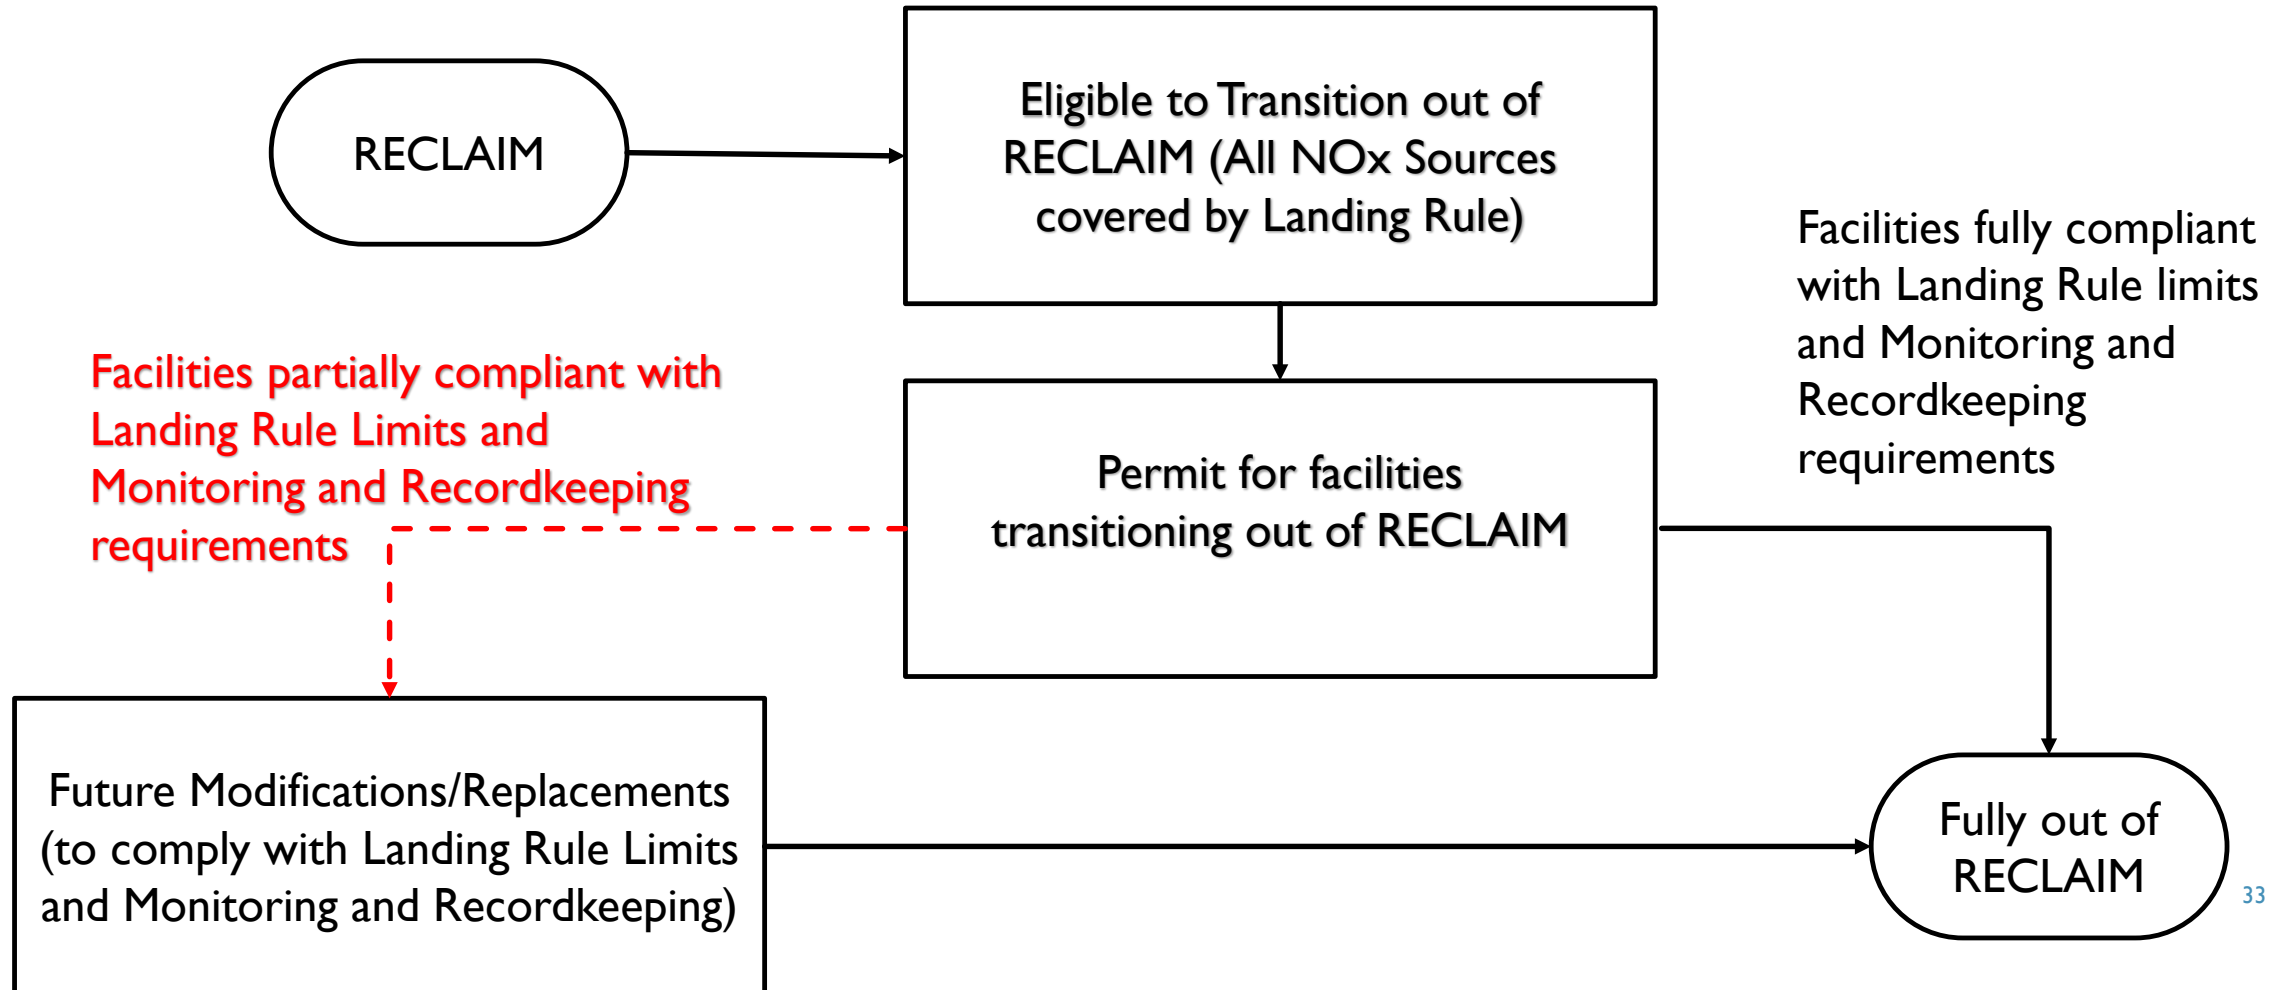 RECLAIM
Eligible to Transition out of
RECLAIM (All NOx Sources
covered by Landing Rule)
Facilities fully compliant
with Landing Rule limits
and Monitoring and
Recordkeeping
requirements
Facilities partially compliant with
Landing Rule Limits and
Monitoring and Recordkeeping
requirements
Permit for facilities
transitioning out of RECLAIM
Future Modifications/Replacements
(to comply with Landing Rule Limits
and Monitoring and Recordkeeping)
Fully out of
RECLAIM
33